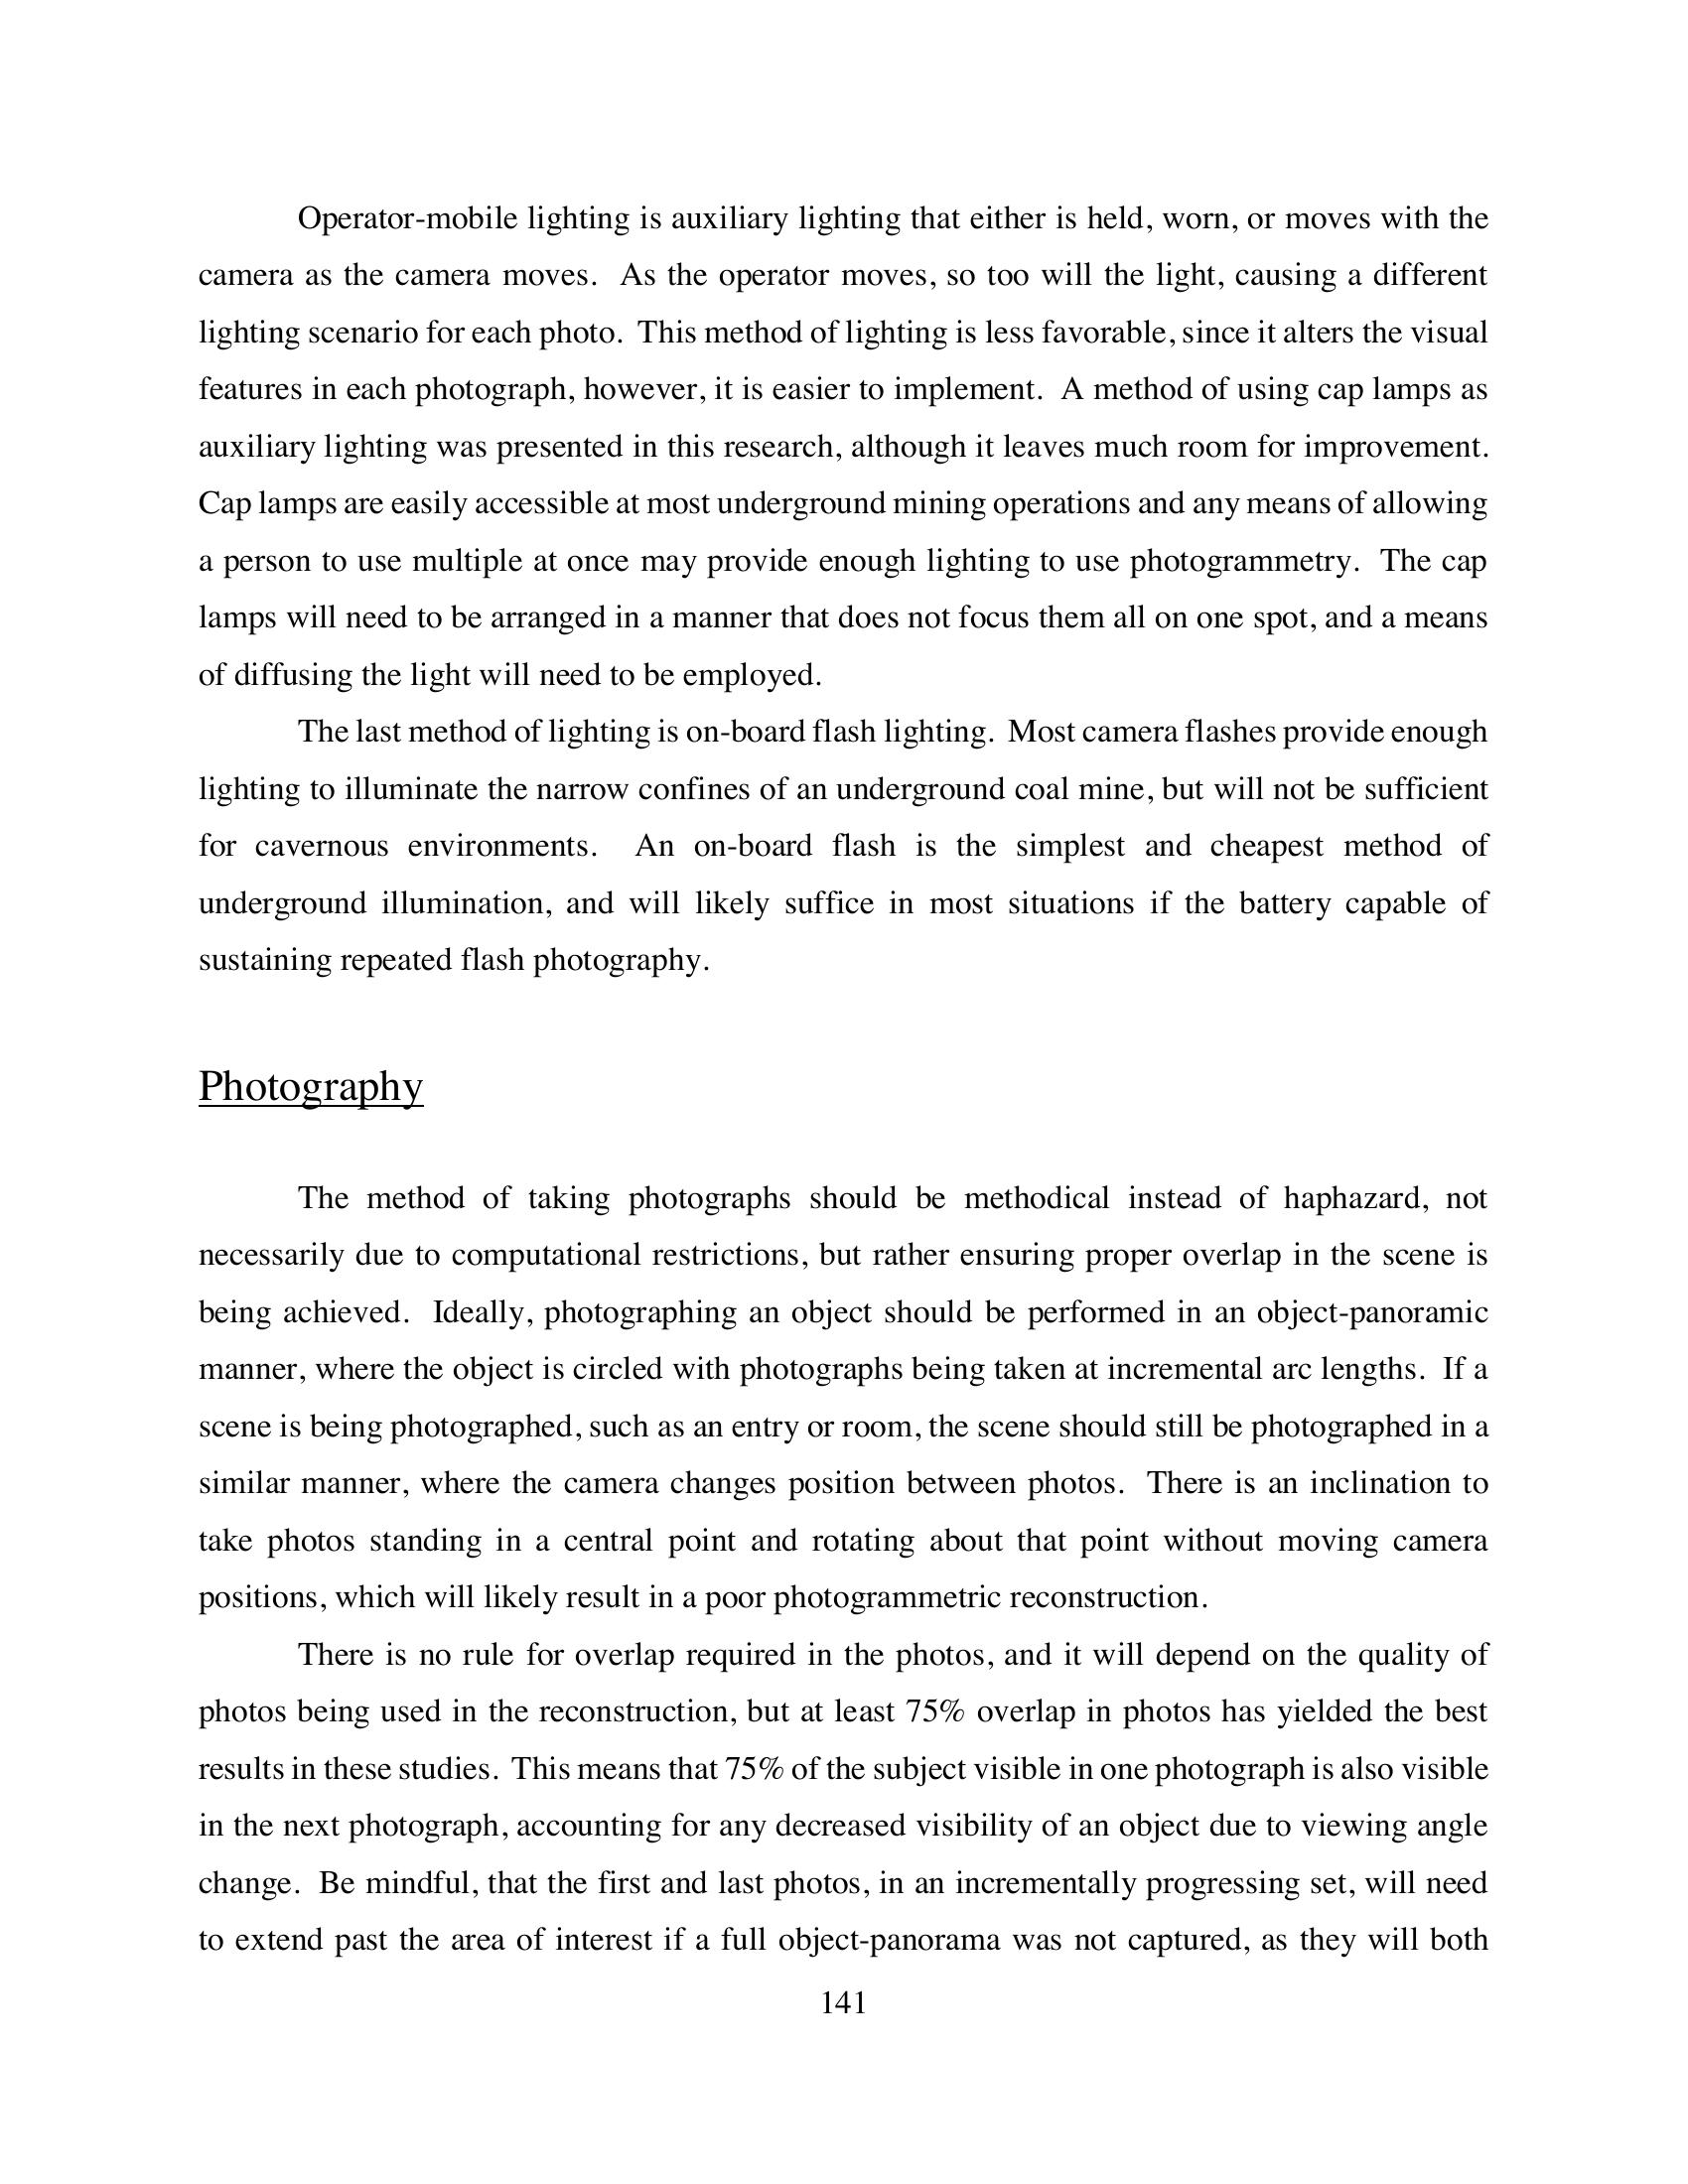 Operator-mobile lighting is auxiliary lighting that either is held, worn, or moves with the
camera as the camera moves.  As the operator moves, so too will the light, causing a different
lighting scenario for each photo.  This method of lighting is less favorable, since it alters the visual
features in each photograph, however, it is easier to implement.  A method of using cap lamps as
auxiliary lighting was presented in this research, although it leaves much room for improvement.
Cap lamps are easily accessible at most underground mining operations and any means of allowing
a person to use multiple at once may provide enough lighting to use photogrammetry.  The cap
lamps will need to be arranged in a manner that does not focus them all on one spot, and a means
of diffusing the light will need to be employed.
The last method of lighting is on-board flash lighting.  Most camera flashes provide enough
lighting to illuminate the narrow confines of an underground coal mine, but will not be sufficient
for cavernous environments.  An on-board flash is the simplest and cheapest method of
underground illumination, and will likely suffice in most situations if the battery capable of
sustaining repeated flash photography.
Photography
The method of taking photographs should be methodical instead of haphazard, not
necessarily due to computational restrictions, but rather ensuring proper overlap in the scene is
being achieved.  Ideally, photographing an object should be performed in an object-panoramic
manner, where the object is circled with photographs being taken at incremental arc lengths.  If a
scene is being photographed, such as an entry or room, the scene should still be photographed in a
similar manner, where the camera changes position between photos.  There is an inclination to
take photos standing in a central point and rotating about that point without moving camera
positions, which will likely result in a poor photogrammetric reconstruction.
There is no rule for overlap required in the photos, and it will depend on the quality of
photos being used in the reconstruction, but at least 75% overlap in photos has yielded the best
results in these studies.  This means that 75% of the subject visible in one photograph is also visible
in the next photograph, accounting for any decreased visibility of an object due to viewing angle
change.  Be mindful, that the first and last photos, in an incrementally progressing set, will need
to extend past the area of interest if a full object-panorama was not captured, as they will both
141